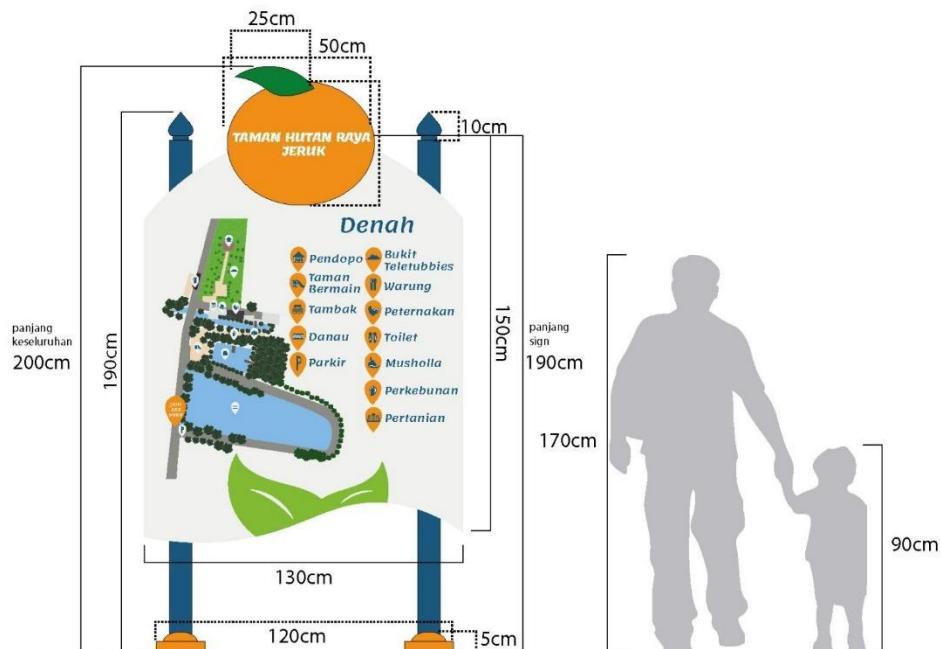 25cm
50cm
TAMAN HUTAN RAYA
JERUK
10cm
Denah
Pendopo
Taman
Bermain
Tambak
Danau
Parkir
Bukit
Teletubbies
Warung
Peternakan
Toilet
Musholla
Perkebunan
Pertanian
panjang
keseluruhan
200cm
190cm
150cm
panjang
sign
190cm
170cm
90cm
130cm
120cm
5cm